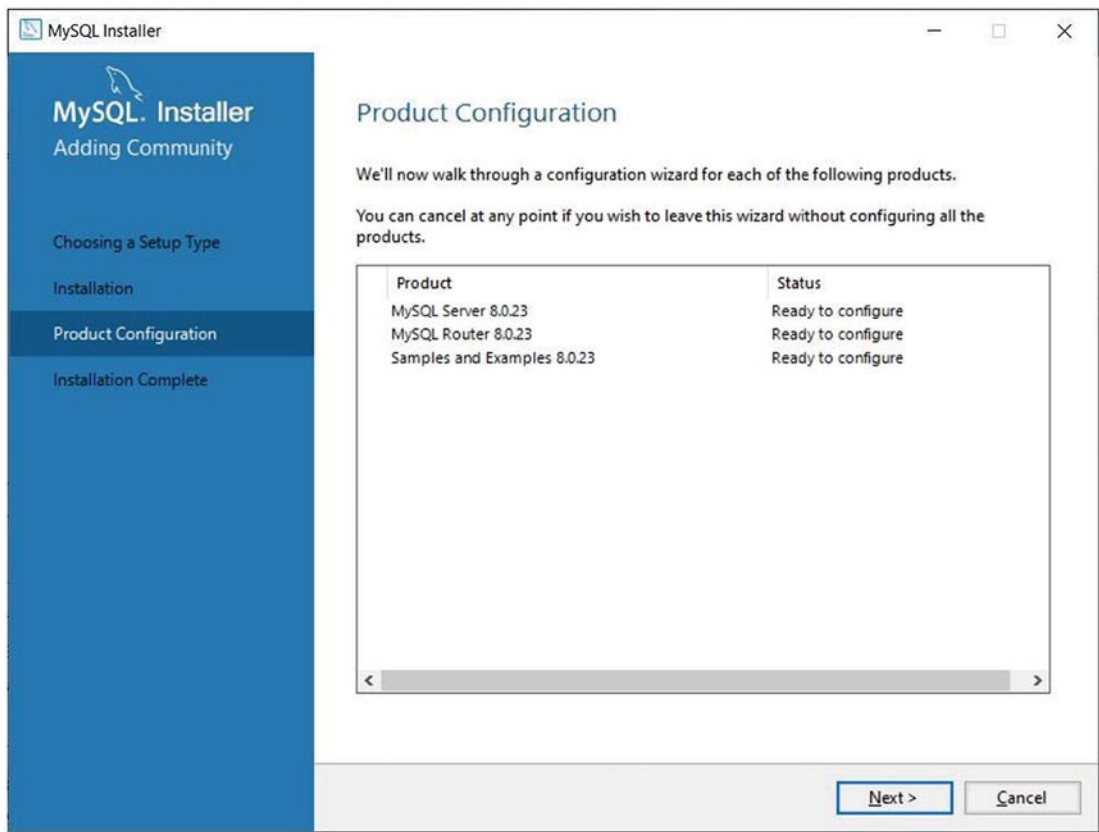 MySQL Installer
MySQL. Installer
Adding Community
Choosing a Setup Type
Installation
Product Configuration
Installation Complete
Product Configuration
We'll now walk through a configuration wizard for each of the following products.
You can cancel at any point if you wish to leave this wizard without configuring all the
products.
Product Status
MySQL Server 8.0.23 Ready to configure
MySQL Router 8.0.23 Ready to configure
Samples and Examples 8.0.23 Ready to configure
Next > Cancel